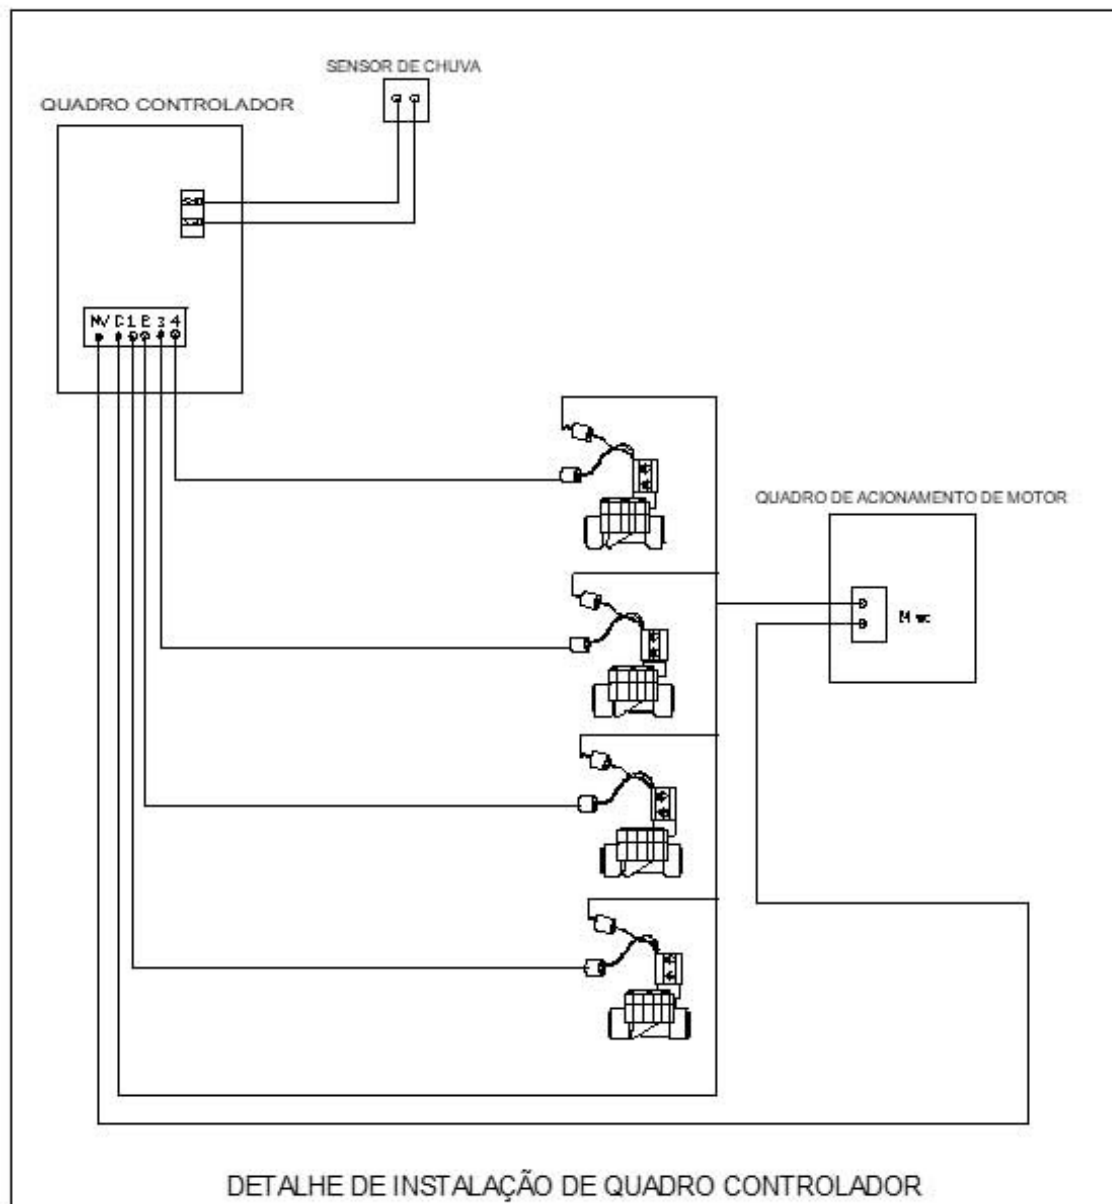 SENSOR DE CHUVA
QUADRO CONTROLADOR
MV C 1 2 3 4
QUADRO DE ACIONAMENTO DE MOTOR
DETALHE DE INSTALAÇÃO DE QUADRO CONTROLADOR